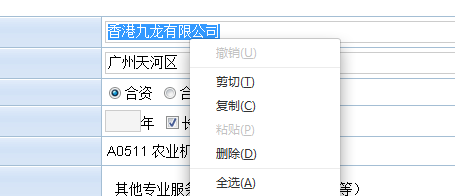 香港九龙有限公司
撤销(U)
广州天河区
剪切(T)
合资
复制(C)
年
粘贴(P)
A0511 农业机
删除(D)
其他专业服务
等）
全选(A)